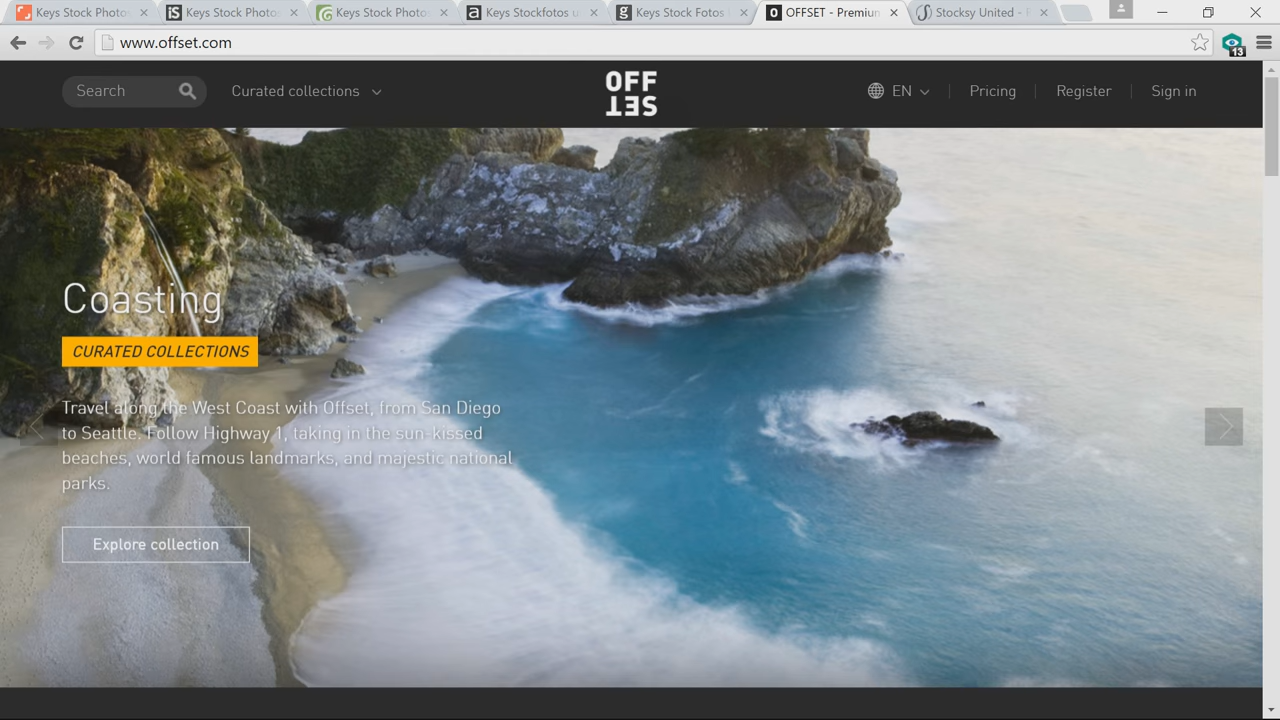 Keys Stock Photo
Keys Stock Photo
Keys Stock Photo
Keys Stockfotos u
Keys Stock Fotos
OFFSET - Premium
Stocksy United -
www.offset.com
13
Search
Curated collections
OFF
SET
EN
Pricing
Register
Sign in
Coasting
CURATED COLLECTIONS
Travel along the West Coast with Offset, from San Diego
to Seattle. Follow Highway 1, taking in the sun-kissed
beaches, world famous landmarks, and majestic national
parks.
Explore collection